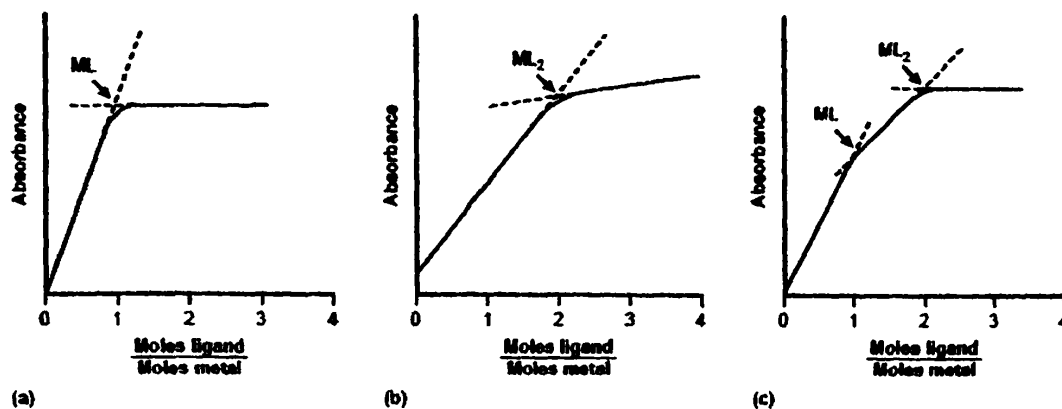 ML
Absorbance
0 1 2 3 4
Moles ligand
Moles metal
(a)
ML₂
Absorbance
0 1 2 3 4
Moles ligand
Moles metal
(b)
ML₂
ML
Absorbance
0 1 2 3 4
Moles ligand
Moles metal
(c)